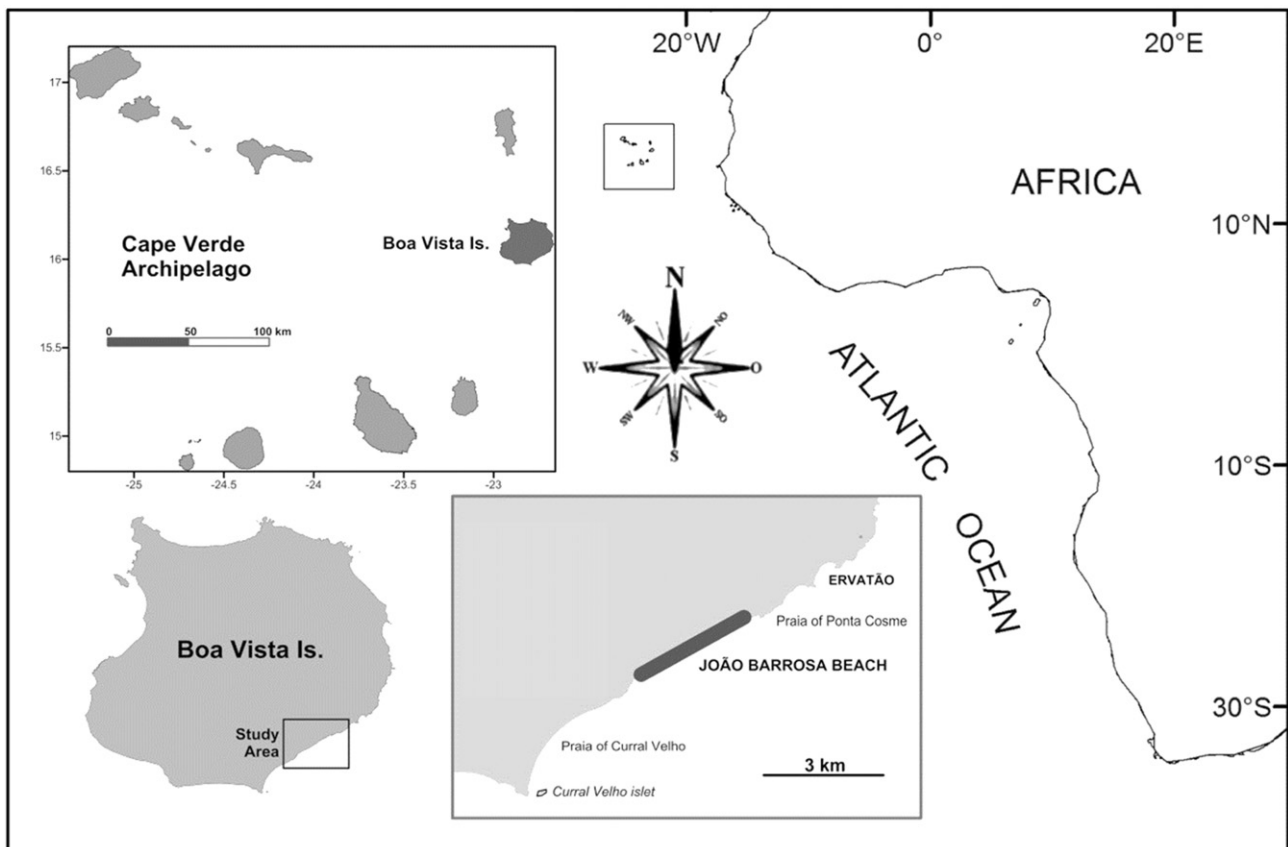 20°W
0°
20°E
17
16.5
16
15.5
15
-25
-24.5
-24
-23.5
-23
Cape Verde
Archipelago
Boa Vista Is.
0 50 100 km
AFRICA
10°N
10°S
30°S
ATLANTIC
OCEAN
N
NO
O
SO
S
SW
W
NW
Boa Vista Is.
Study
Area
ERVATÃO
Praia of Ponta Cosme
JOÃO BARROSA BEACH
Praia of Curral Velho
3 km
Curral Velho islet